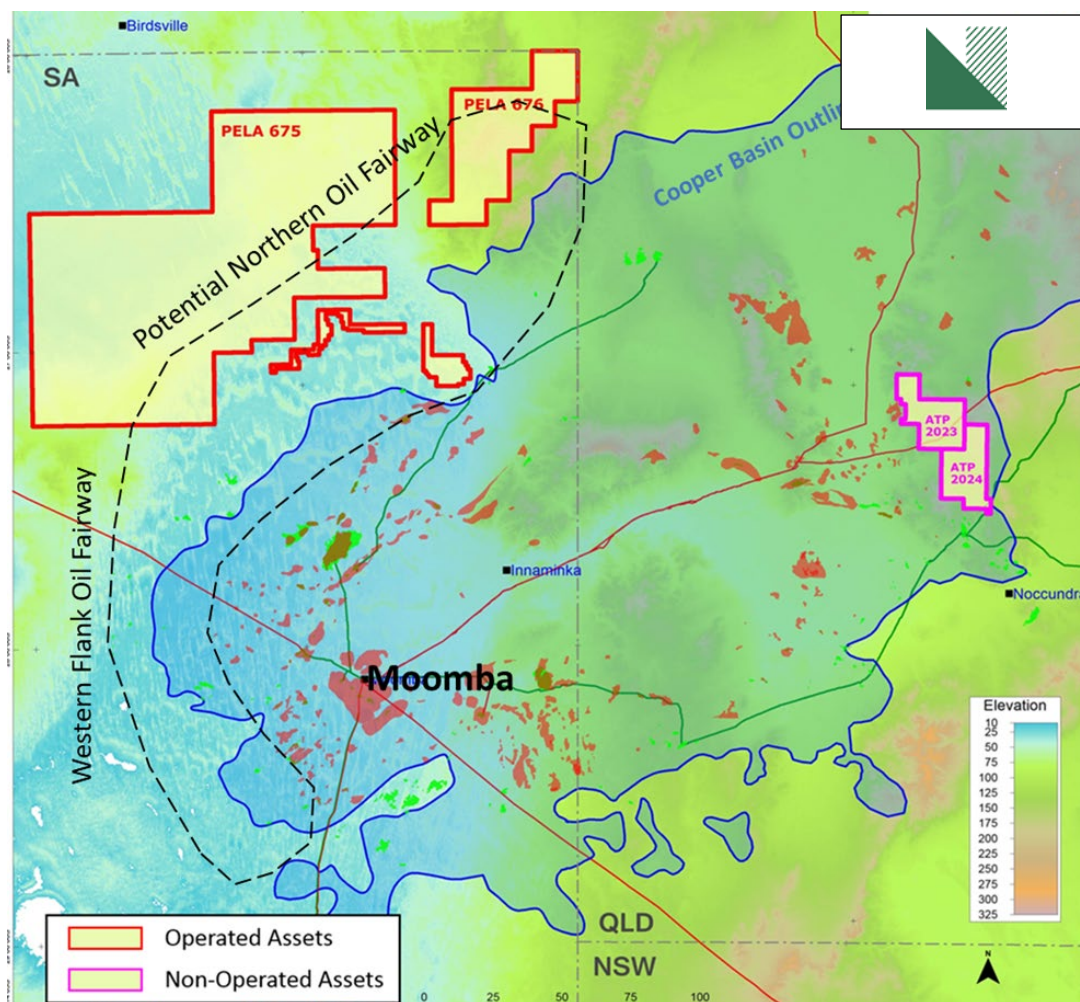 Birdsville
SA
PELA 675
PELA 676
Potential Northern Oil Fairway
Cooper Basin Outlin
Western Flank Oil Fairway
ATP
2023
ATP
2024
Innaminka
Noccundra
Moomba
Elevation
10
25
50
75
100
125
150
175
200
225
250
275
300
325
QLD
NSW
N
Operated Assets
Non-Operated Assets
0 25 50 75 100